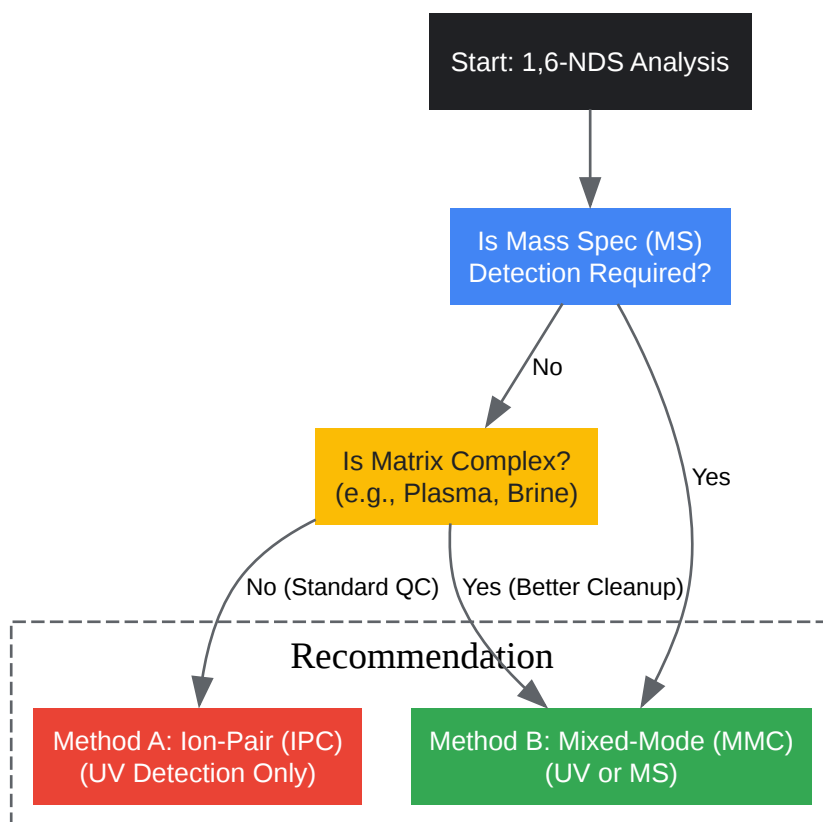 Start: 1,6-NDS Analysis
Is Mass Spec (MS)
Detection Required?
No
Is Matrix Complex?
(e.g., Plasma, Brine)
Yes
No (Standard QC)
Yes (Better Cleanup)
Recommendation
Method A: Ion-Pair (IPC)
(UV Detection Only)
Method B: Mixed-Mode (MMC)
(UV or MS)